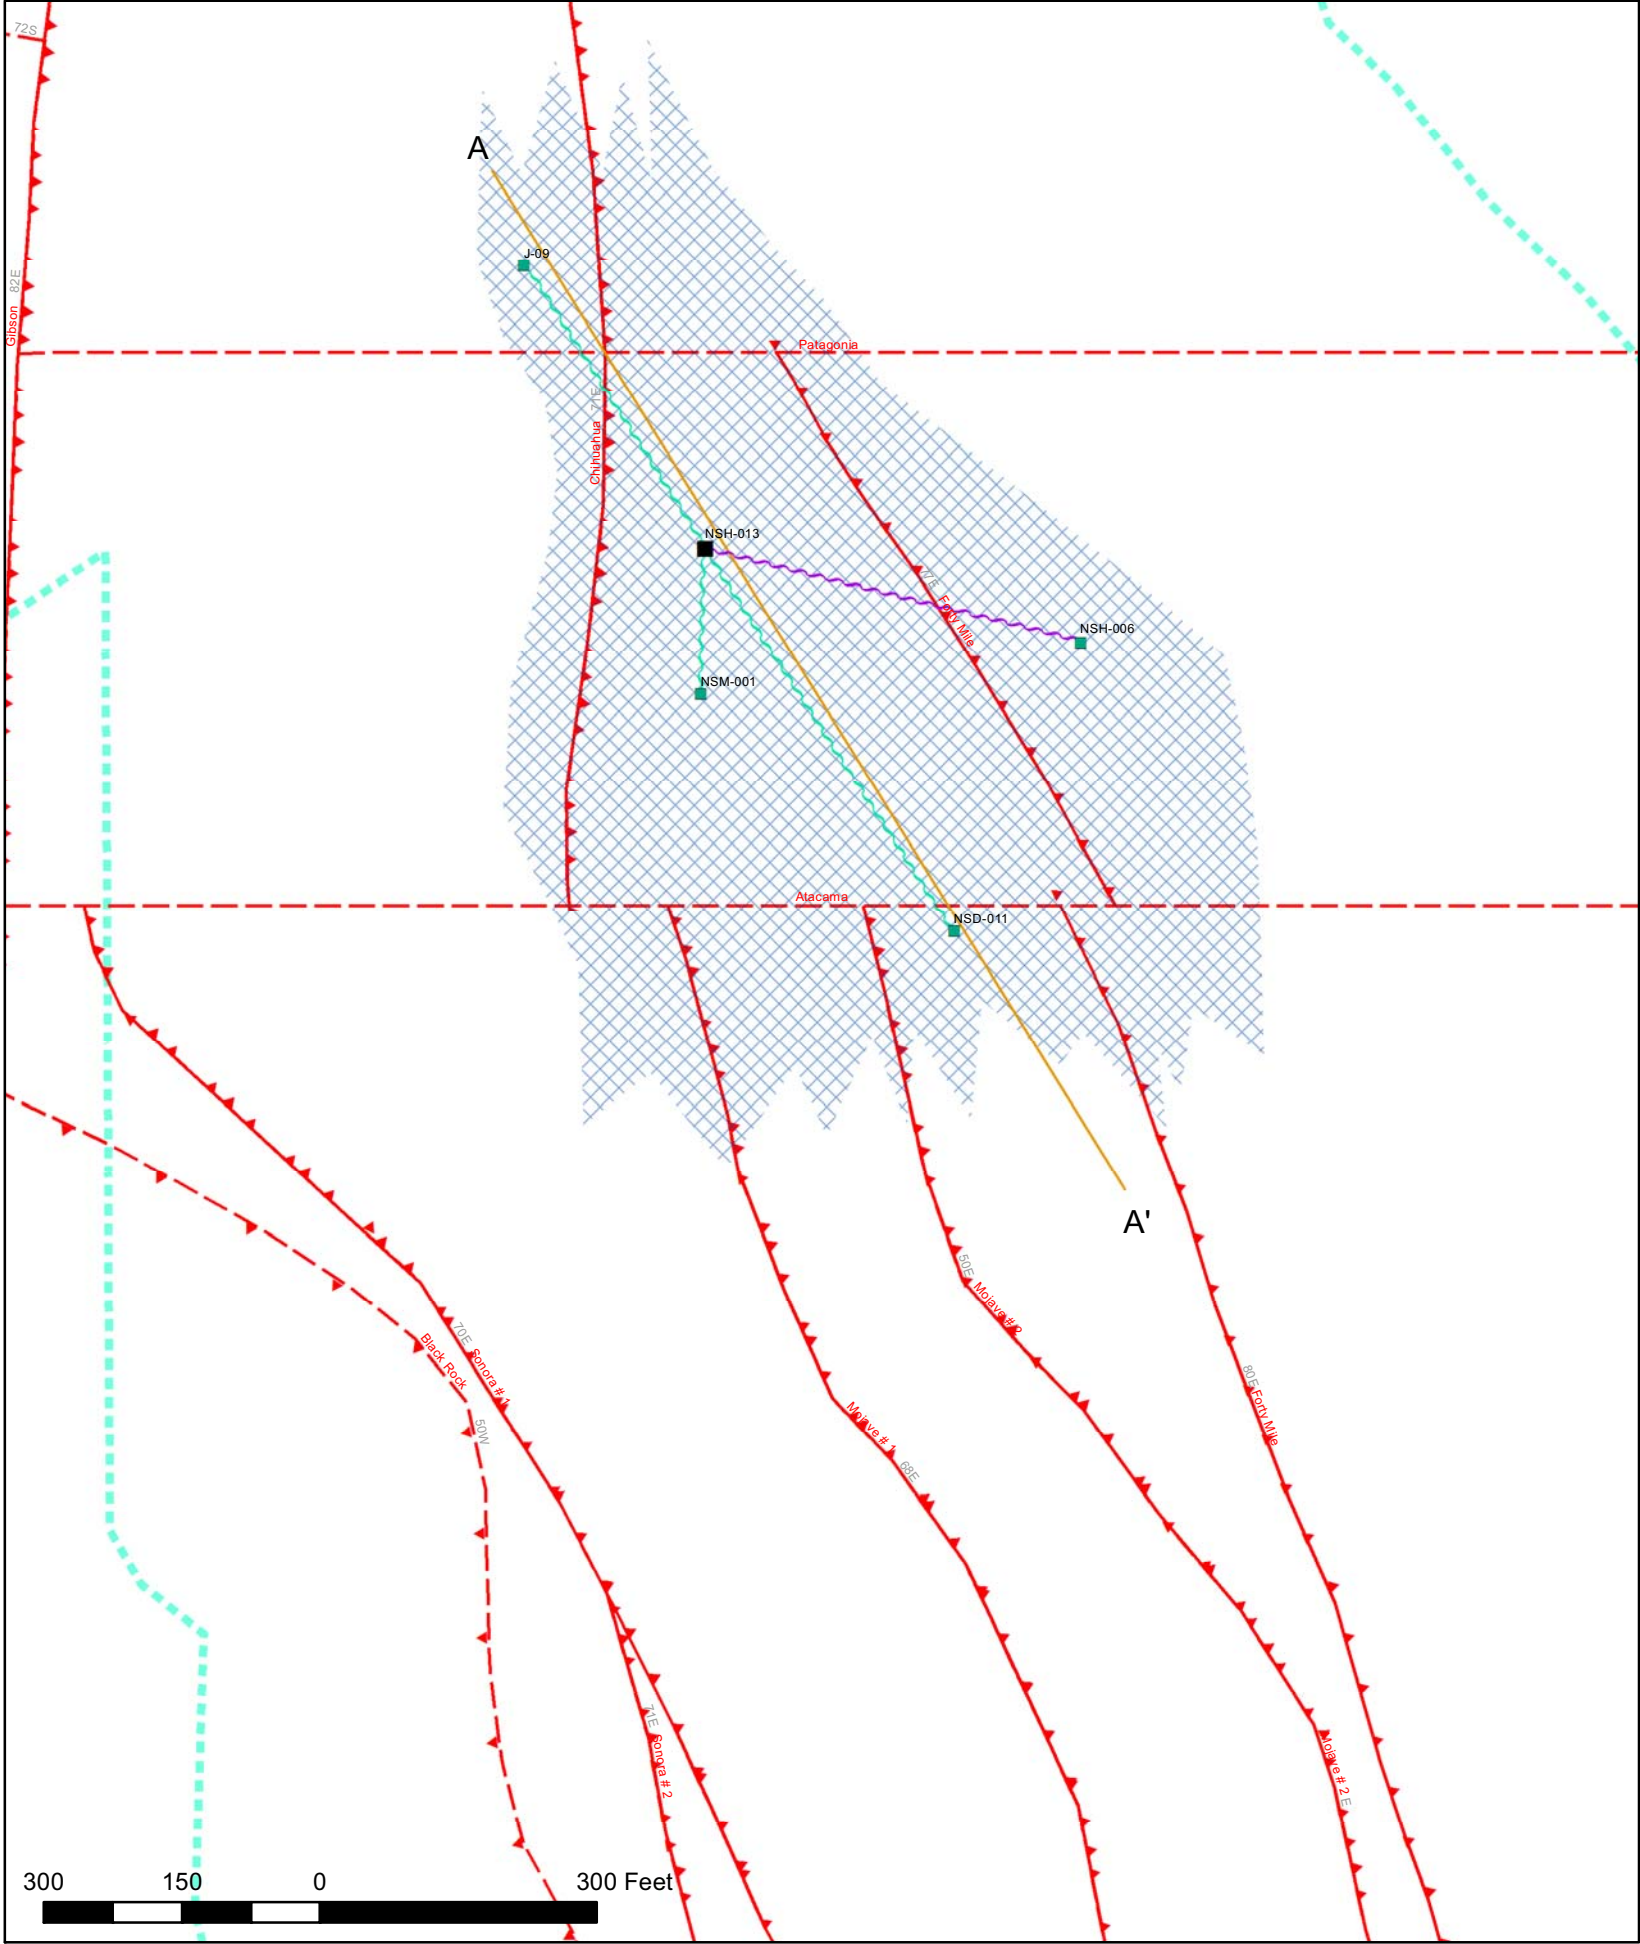 72S
A
J-09
82E
Gibson
Patagonia
71E
Chihuahua
NSH-013
77E
Forty Mile
NSH-006
NSM-001
Atacama
NSD-011
A'
50E
Mojave # 2
70E
Sonora # 1
Black Rock
50W
80E
Forty Mile
Mojave # 1
68E
71E
Sonora # 2
Mojave # 2
E
300 150 0 300 Feet